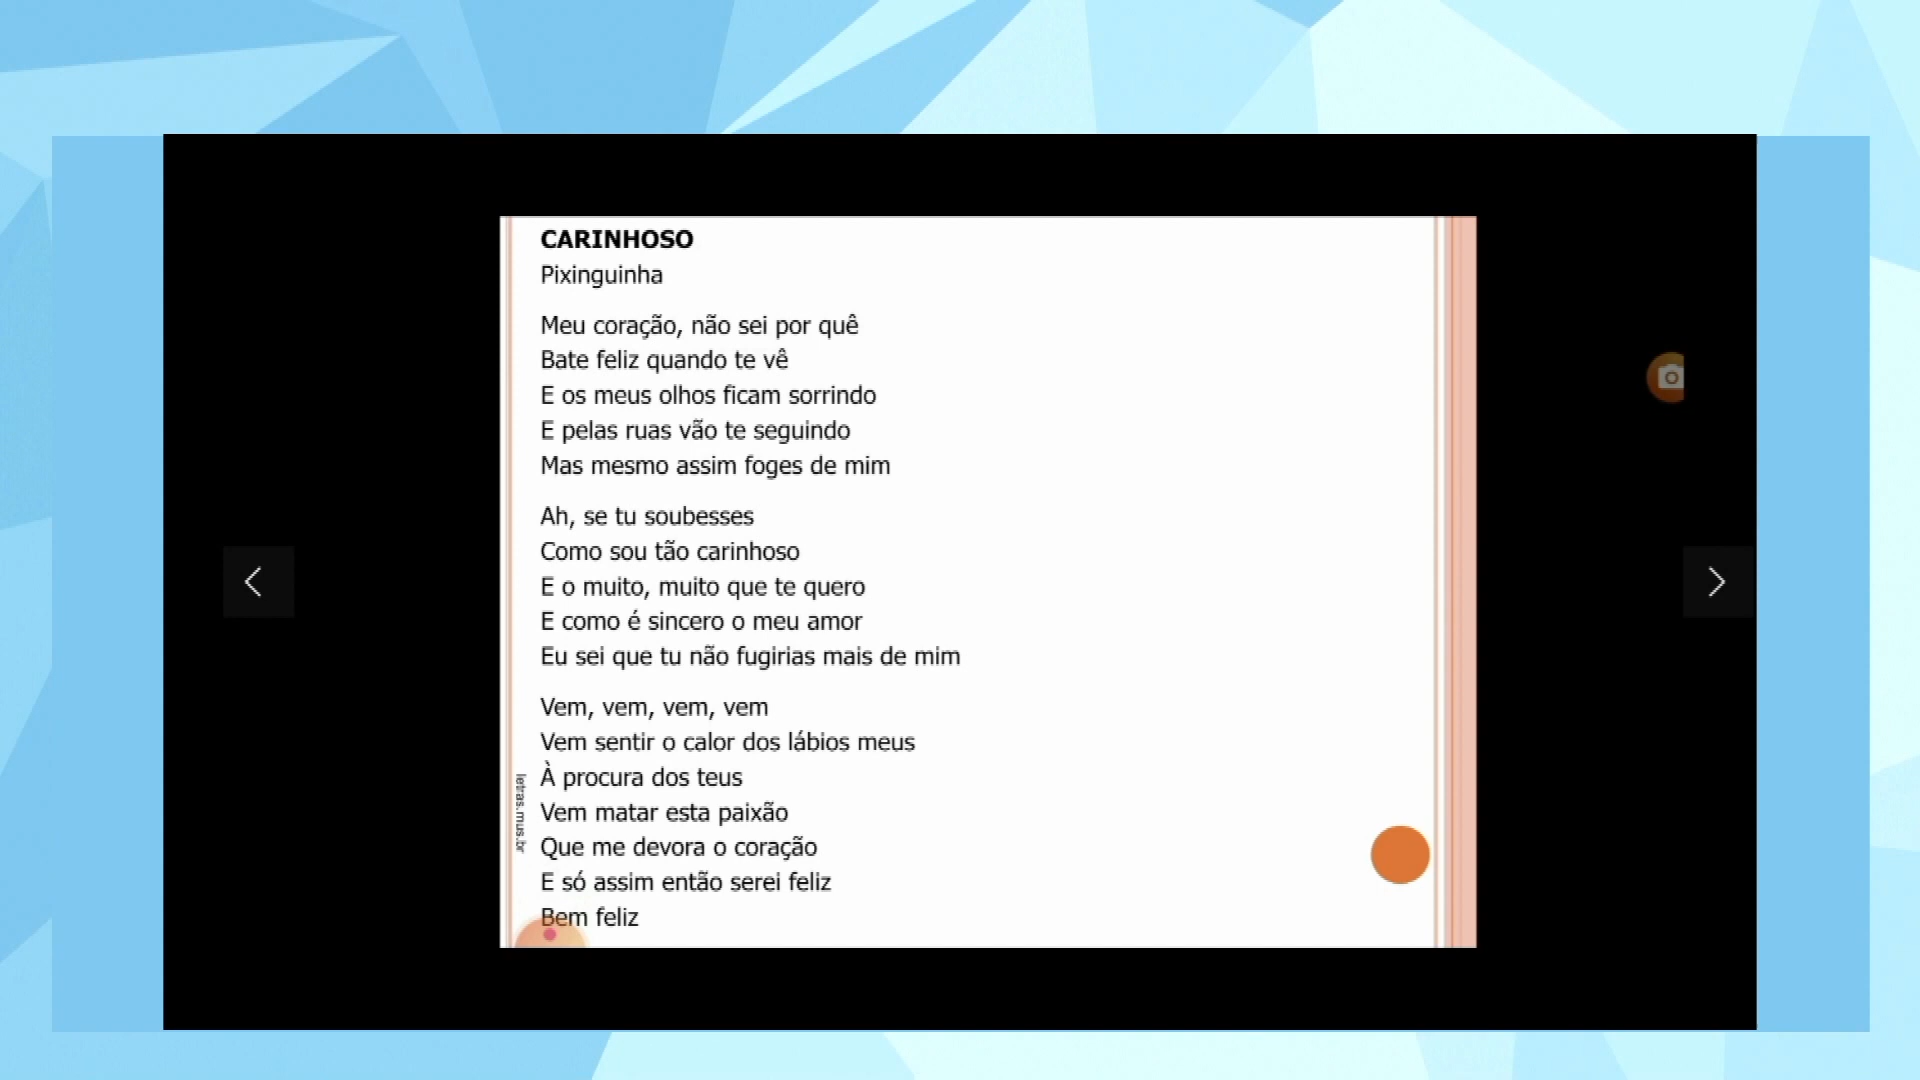 CARINHOSO
Pixinguinha
Meu coração, não sei por quê
Bate feliz quando te vê
E os meus olhos ficam sorrindo
E pelas ruas vão te seguindo
Mas mesmo assim foges de mim
Ah, se tu soubesses
Como sou tão carinhoso
E o muito, muito que te quero
E como é sincero o meu amor
Eu sei que tu não fugirias mais de mim
Vem, vem, vem, vem
Vem sentir o calor dos lábios meus
À procura dos teus
Vem matar esta paixão
Que me devora o coração
E só assim então serei feliz
Bem feliz
letras.mus.br